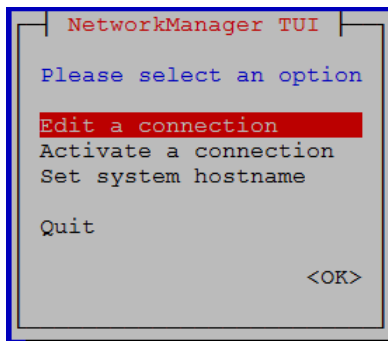 NetworkManager TUI
Please select an option
Edit a connection
Activate a connection
Set system hostname
Quit
<OK>